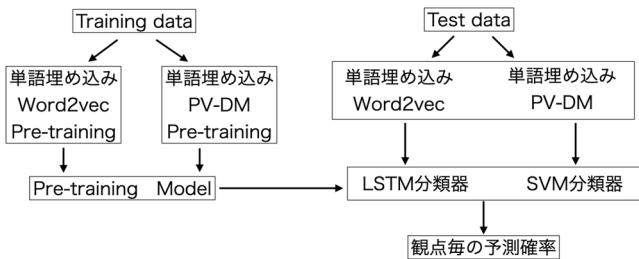 Training data
単語埋め込み
Word2vec
Pre-training
単語埋め込み
PV-DM
Pre-training
Pre-training Model
Test data
単語埋め込み
Word2vec
単語埋め込み
PV-DM
LSTM分類器
SVM分類器
観点毎の予測確率